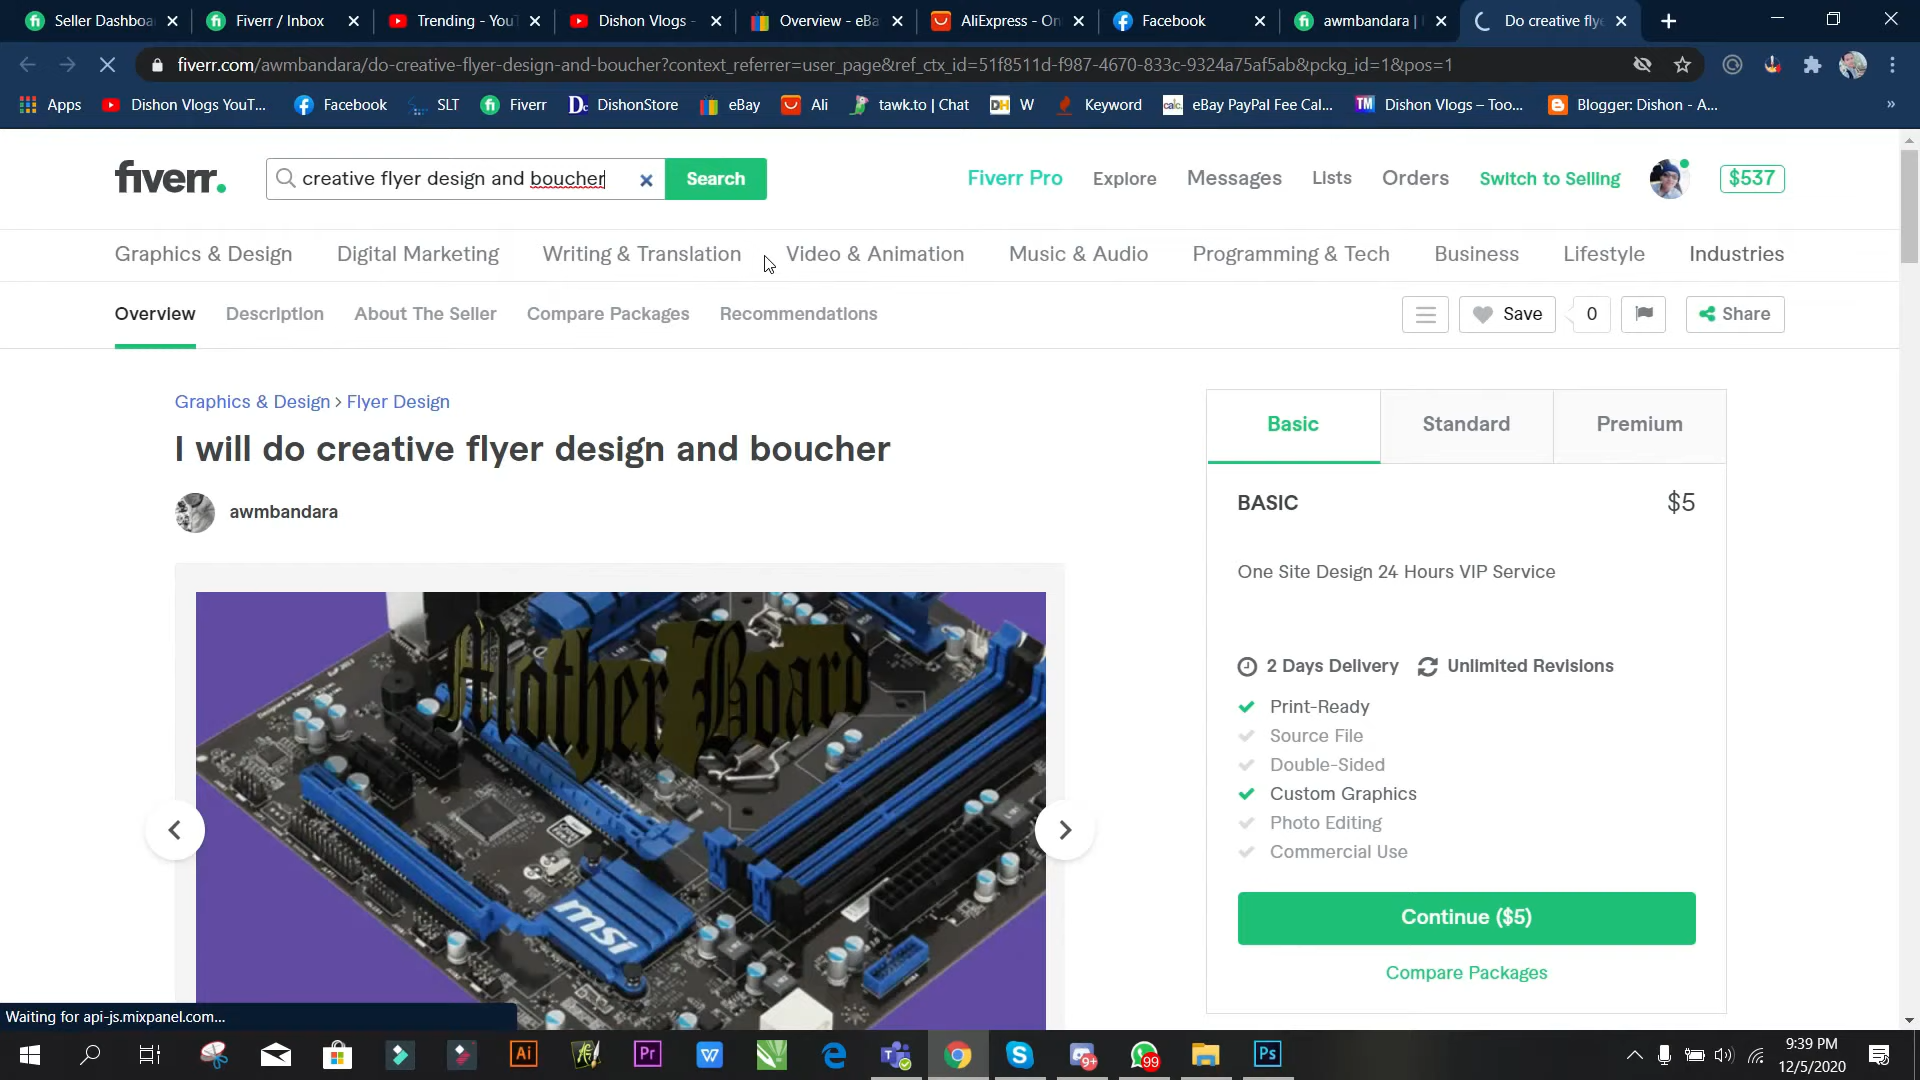 Seller Dashboa
Fiverr / Inbox
Trending - You
Dishon Vlogs -
Overview - eBa
AliExpress - On
Facebook
awmbandara |
Do creative flye
fiverr.com/awmbandara/do-creative-flyer-design-and-boucher?context_referrer=user_page&ref_ctx_id=51f8511d-f987-4670-833c-9324a75af5ab&pckg_id=1&pos=1
Apps
Dishon Vlogs YouT...
Facebook
SLT
Fiverr
DishonStore
eBay
Ali
tawk.to | Chat
DH W
Keyword
calc. eBay PayPal Fee Cal...
TM Dishon Vlogs – Too...
Blogger: Dishon - A...
»
fiverr.
creative flyer design and boucher
Search
Fiverr Pro
Explore
Messages
Lists
Orders
Switch to Selling
$537
Graphics & Design
Digital Marketing
Writing & Translation
Video & Animation
Music & Audio
Programming & Tech
Business
Lifestyle
Industries
Overview
Description
About The Seller
Compare Packages
Recommendations
Save
0
Share
Graphics & Design > Flyer Design
I will do creative flyer design and boucher
awmbandara
Mother Board
msi
Basic
Standard
Premium
BASIC
$5
One Site Design 24 Hours VIP Service
2 Days Delivery
Unlimited Revisions
Print-Ready
Source File
Double-Sided
Custom Graphics
Photo Editing
Commercial Use
Continue ($5)
Compare Packages
Waiting for api-js.mixpanel.com...
Ai
Pr
W
S
9+
99
Ps
9:39 PM
12/5/2020